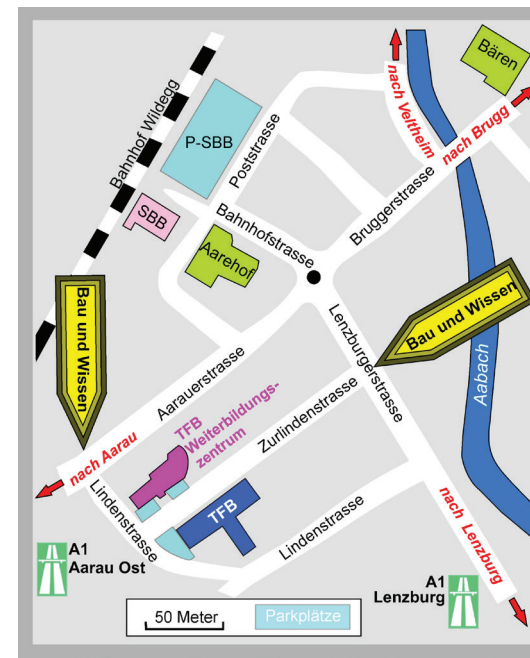 Bären
Bahnhof Wildegg
P-SBB
Poststrasse
nach Veltheim
nach Brugg
SBB
Bahnhofstrasse
Bruggerstrasse
Aarehof
Bau und Wissen
Bau und Wissen
Lenzburgerstrasse
Aabach
Aarauerstrasse
Zurlindenstrasse
TFB
Weiterbildungs-
zentrum
nach Aarau
Lindenstrasse
TFB
Lindenstrasse
nach Lenzburg
A1
Aarau Ost
A1
Lenzburg
50 Meter
Parkplätze